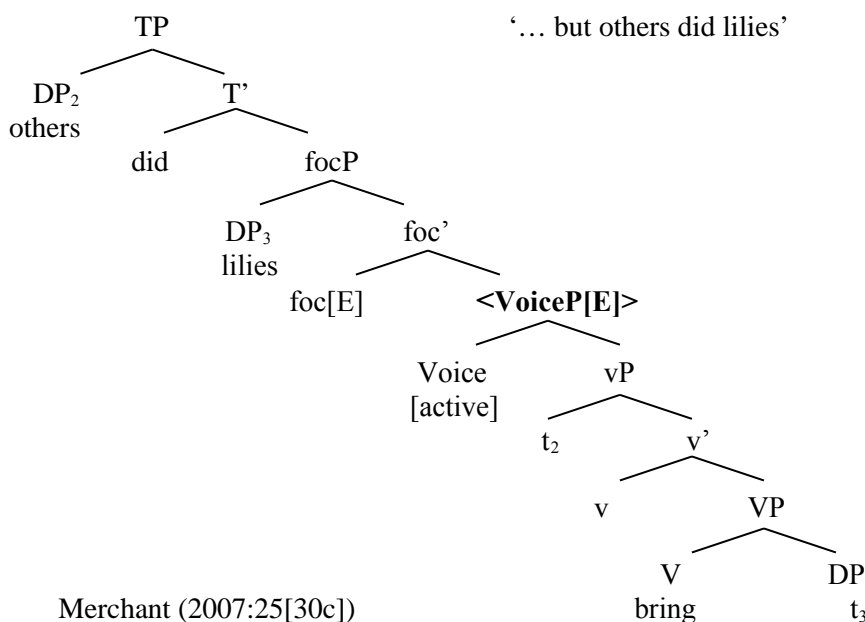 TP ‘… but others did lilies’
DP₂ T’
others
did focP
DP₃ foc’
lilies
foc[E] <VoiceP[E]>
Voice vP
[active]
t₂ v’
v VP
V DP
Merchant (2007:25[30c]) bring t₃